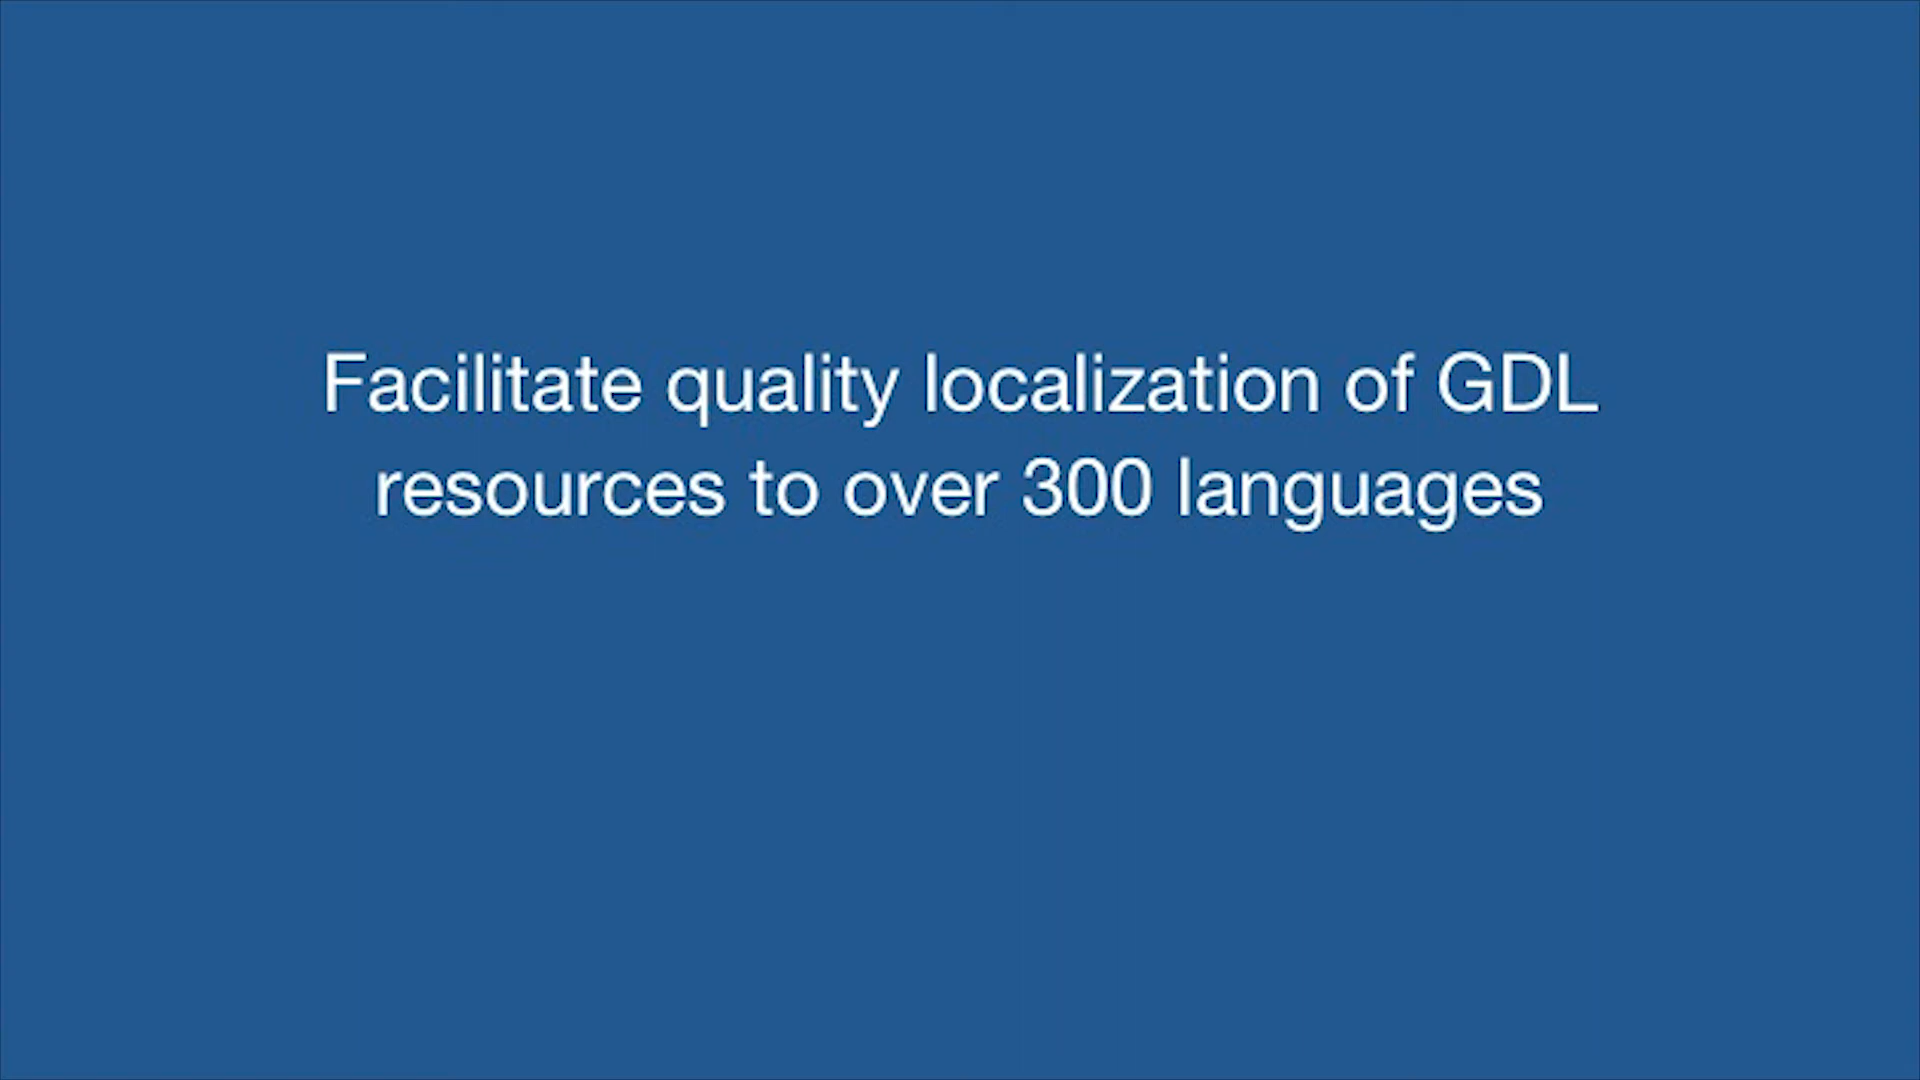 Facilitate quality localization of GDL
resources to over 300 languages